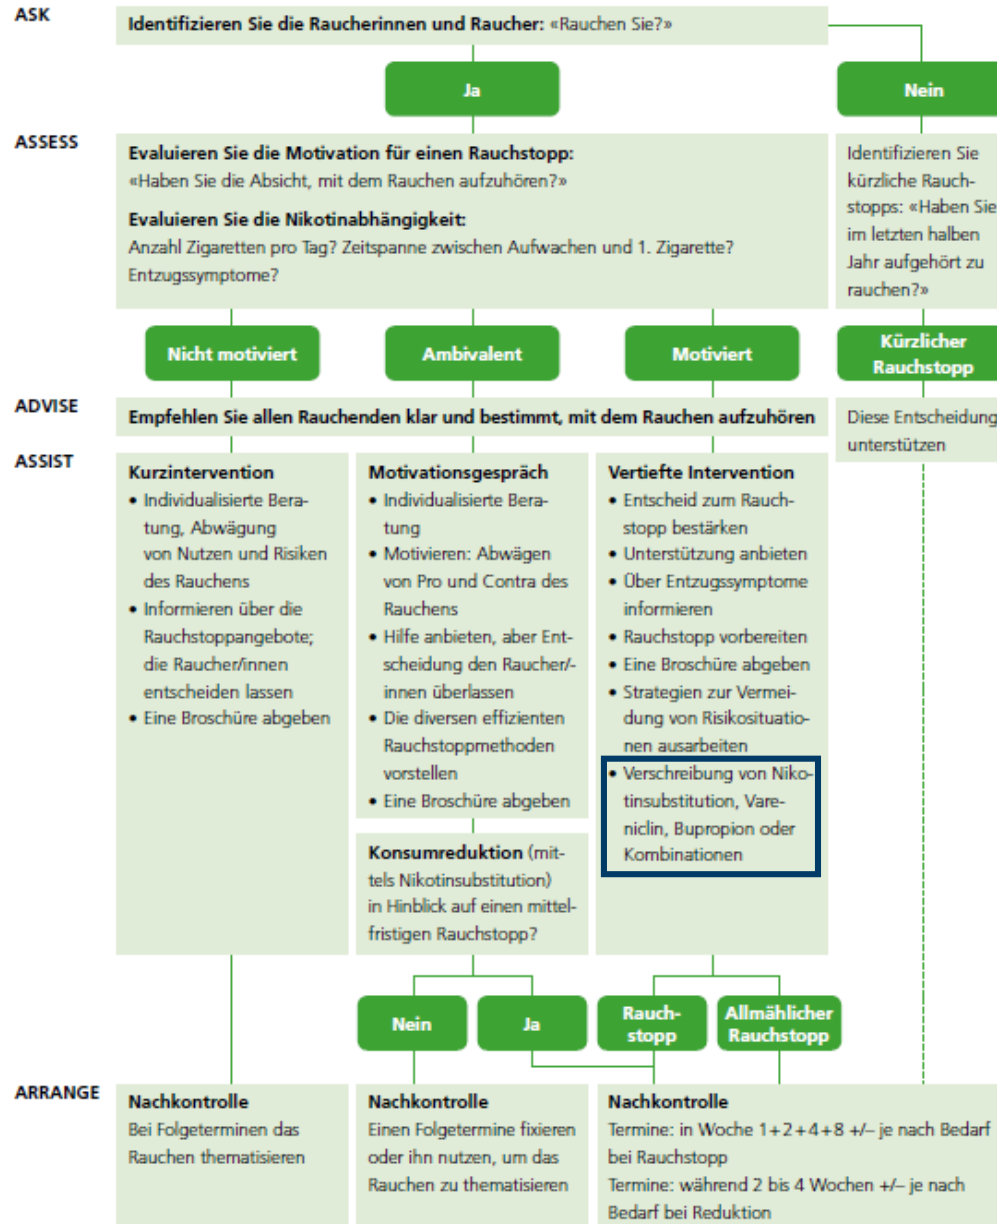 ASK
Identifizieren Sie die Raucherinnen und Raucher: «Rauchen Sie?»
Ja
Nein
ASSESS
Evaluieren Sie die Motivation für einen Rauchstopp:
«Haben Sie die Absicht, mit dem Rauchen aufzuhören?»
Evaluieren Sie die Nikotinabhängigkeit:
Anzahl Zigaretten pro Tag? Zeitspanne zwischen Aufwachen und 1. Zigarette?
Entzugssymptome?
Identifizieren Sie
kürzliche Rauch-
stopps: «Haben Sie
im letzten halben
Jahr aufgehört zu
rauchen?»
Nicht motiviert
Ambivalent
Motiviert
Kürzlicher
Rauchstopp
ADVISE
Empfehlen Sie allen Rauchenden klar und bestimmt, mit dem Rauchen aufzuhören
Diese Entscheidung
unterstützen
ASSIST
Kurzintervention
• Individualisierte Bera-
tung, Abwägung
von Nutzen und Risiken
des Rauchens
• Informieren über die
Rauchstoppangebote;
die Raucher/innen
entscheiden lassen
• Eine Broschüre abgeben
Motivationsgespräch
• Individualisierte Bera-
tung
• Motivieren: Abwägen
von Pro und Contra des
Rauchens
• Hilfe anbieten, aber Ent-
scheidung den Raucher/-
innen überlassen
• Die diversen effizienten
Rauchstoppmethoden
vorstellen
• Eine Broschüre abgeben
Konsumreduktion (mit-
tels Nikotinsubstitution)
in Hinblick auf einen mittel-
fristigen Rauchstopp?
Vertiefte Intervention
• Entscheid zum Rauch-
stopp bestärken
• Unterstützung anbieten
• Über Entzugssymptome
informieren
• Rauchstopp vorbereiten
• Eine Broschüre abgeben
• Strategien zur Vermei-
dung von Risikosituatio-
nen ausarbeiten
• Verschreibung von Niko-
tinsubstitution, Vare-
niclin, Bupropion oder
Kombinationen
Nein
Ja
Rauch-
stopp
Allmählicher
Rauchstopp
ARRANGE
Nachkontrolle
Bei Folgeterminen das
Rauchen thematisieren
Nachkontrolle
Einen Folgetermine fixieren
oder ihn nutzen, um das
Rauchen zu thematisieren
Nachkontrolle
Termine: in Woche 1+2+4+8 +/– je nach Bedarf
bei Rauchstopp
Termine: während 2 bis 4 Wochen +/– je nach
Bedarf bei Reduktion